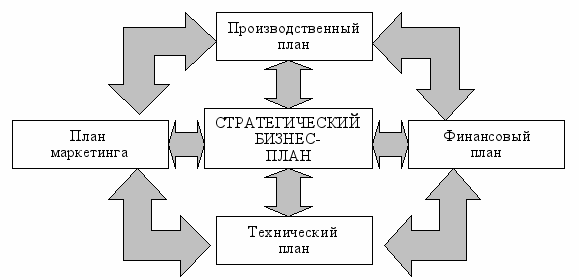 Производственный
план
План
маркетинга
СТРАТЕГИЧЕСКИЙ
БИЗНЕС-
ПЛАН
Финансовый
план
Технический
план